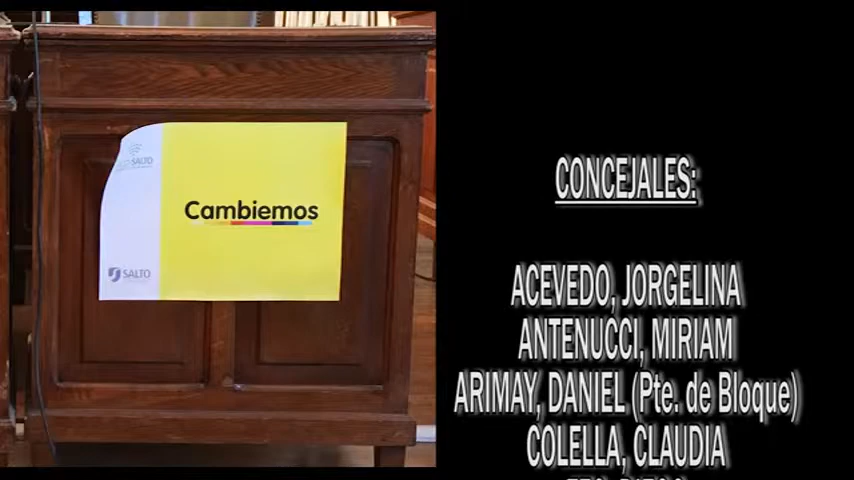 SALTO
Cambiemos
SALTO
CONCEJALES:
ACEVEDO, JORGELINA
ANTENUCCI, MIRIAM
ARIMAY, DANIEL (Pte. de Bloque)
COLELLA, CLAUDIA